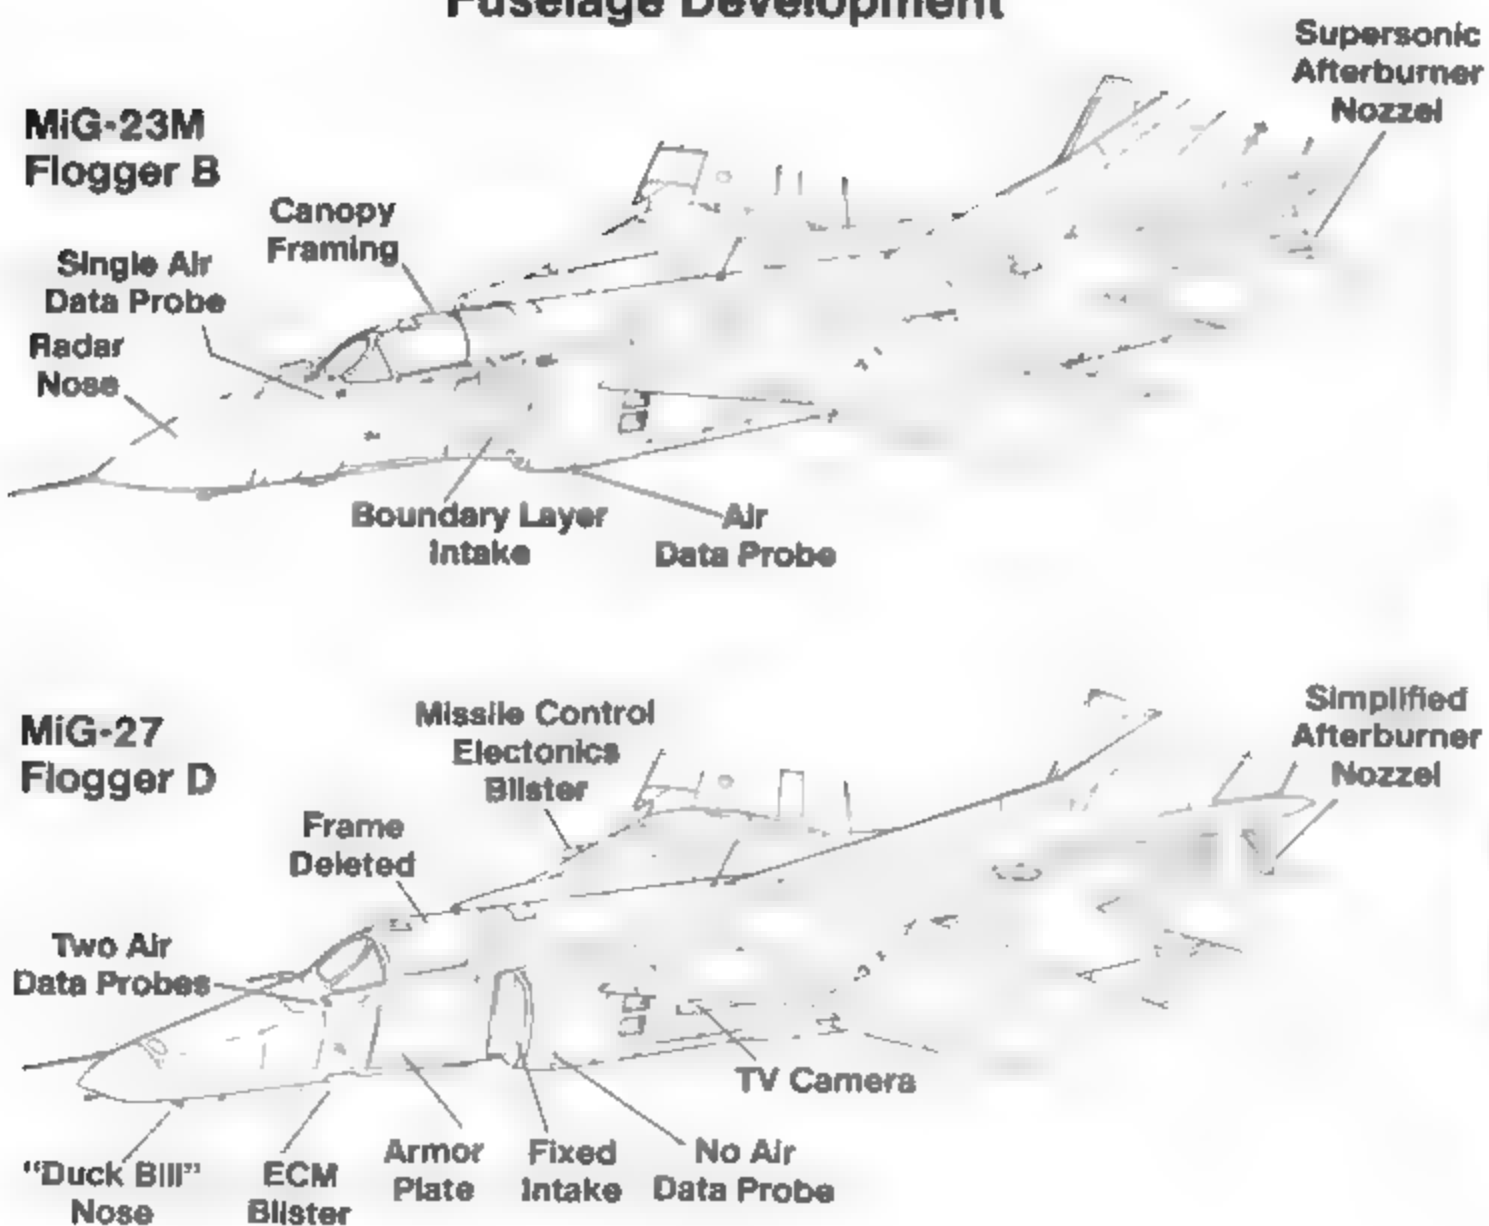 Fuselage Development
Supersonic
Afterburner
Nozzel
MiG-23M
Flogger B
Canopy
Framing
Single Air
Data Probe
Radar
Nose
Boundary Layer
Intake
Air
Data Probe
MiG-27
Flogger D
Missile Control
Electonics
Blister
Simplified
Afterburner
Nozzel
Frame
Deleted
Two Air
Data Probes
TV Camera
"Duck Bill"
Nose
ECM
Blister
Armor
Plate
Fixed
Intake
No Air
Data Probe